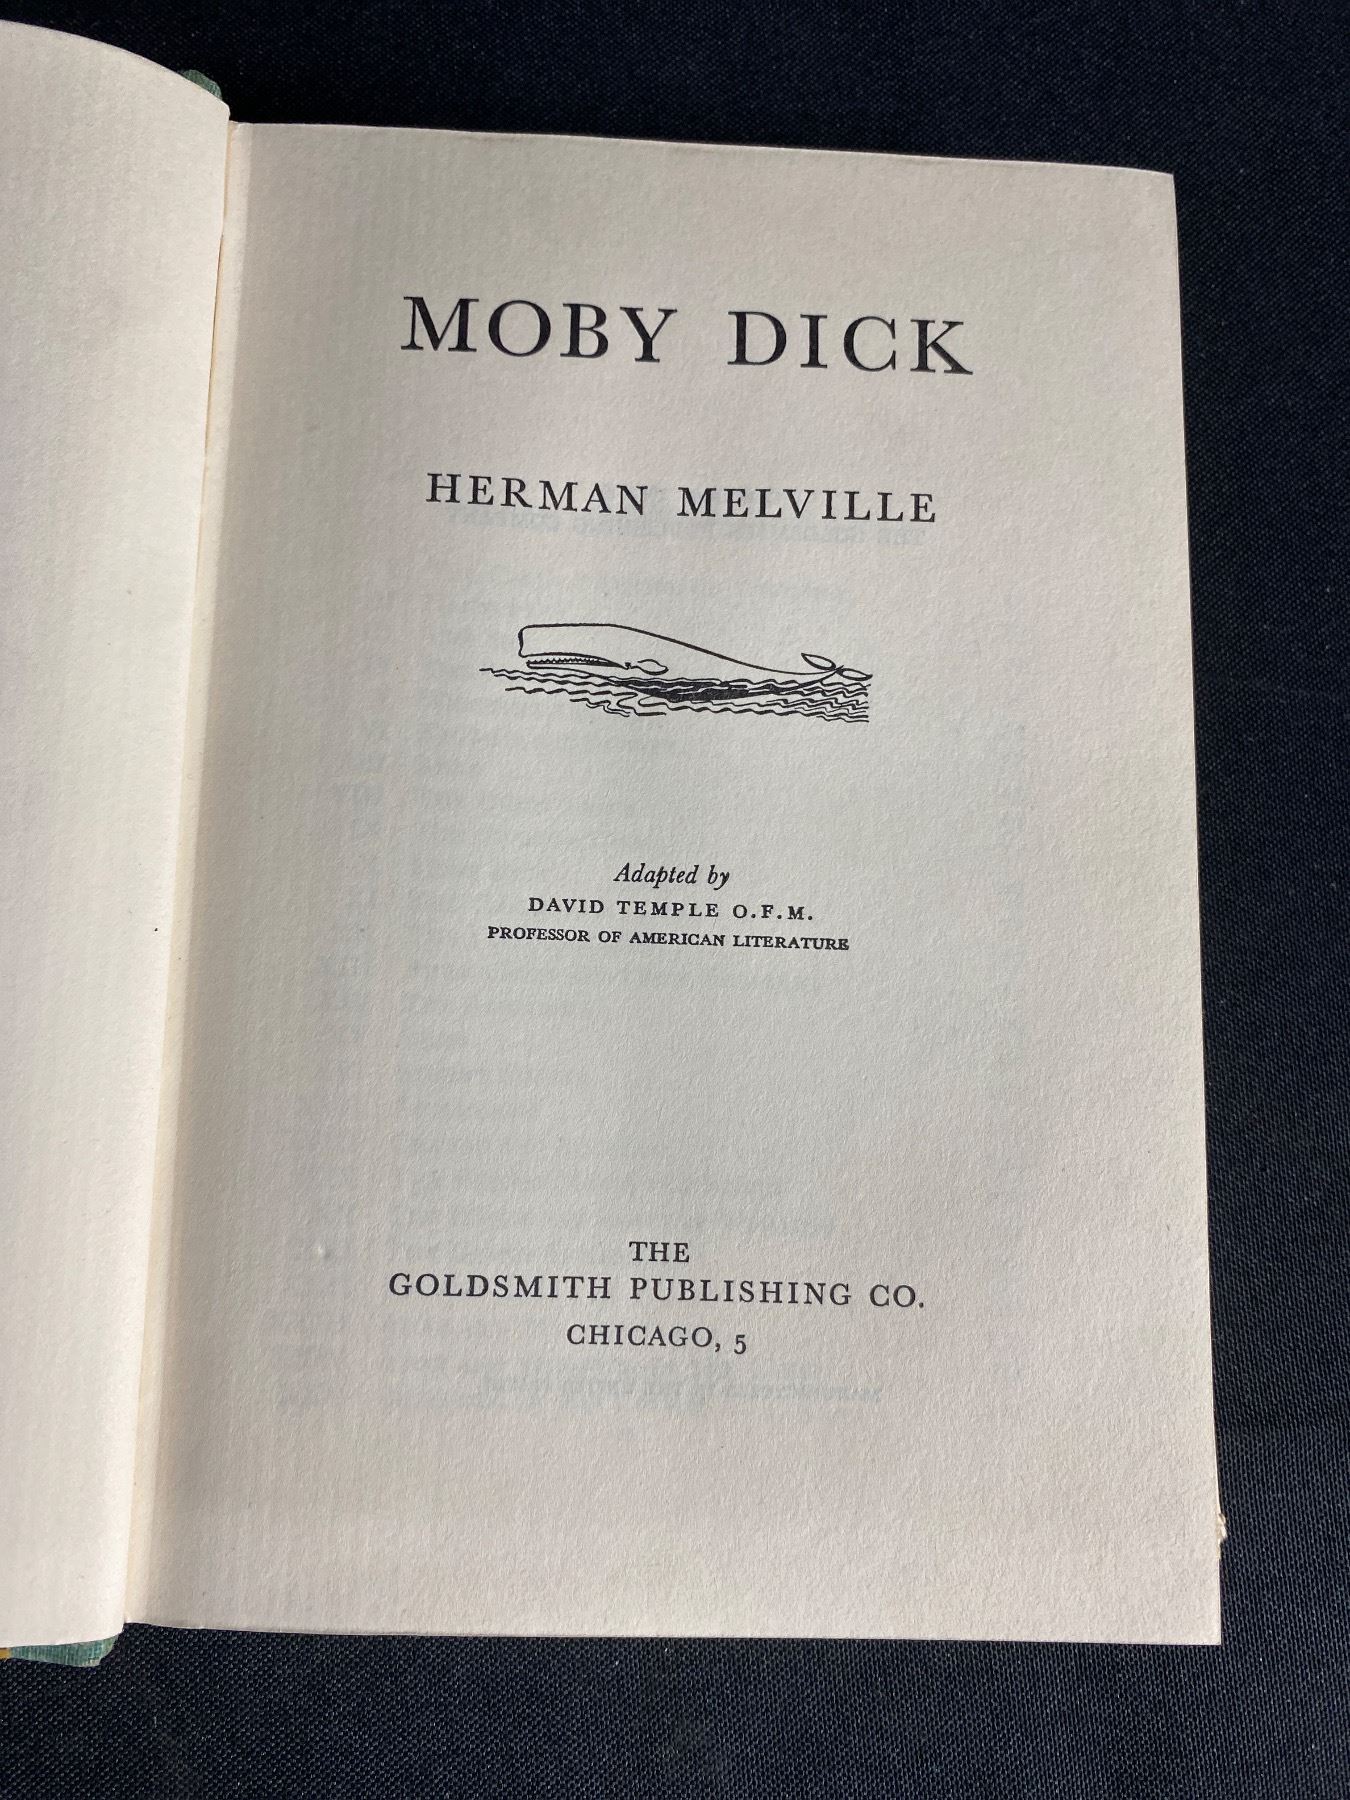 MOBY DICK
HERMAN MELVILLE
Adapted by
DAVID TEMPLE O.F.M.
PROFESSOR OF AMERICAN LITERATURE
THE
GOLDSMITH PUBLISHING CO.
CHICAGO, 5